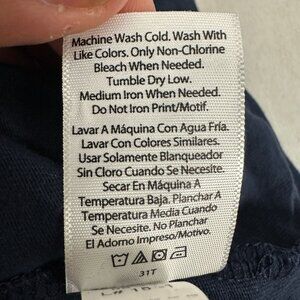 Machine Wash Cold. Wash With
Like Colors. Only Non-Chlorine
Bleach When Needed.
Tumble Dry Low.
Medium Iron When Needed.
Do Not Iron Print/Motif.
Lavar A Máquina Con Agua Fría.
Lavar Con Colores Similares.
Usar Solamente Blanqueador
Sin Cloro Cuando Se Necesite.
Secar En Máquina A
Temperatura Baja. Planchar A
Temperatura Media Cuando
Se Necesite. No Planchar
El Adorno Impreso/Motivo.
31T